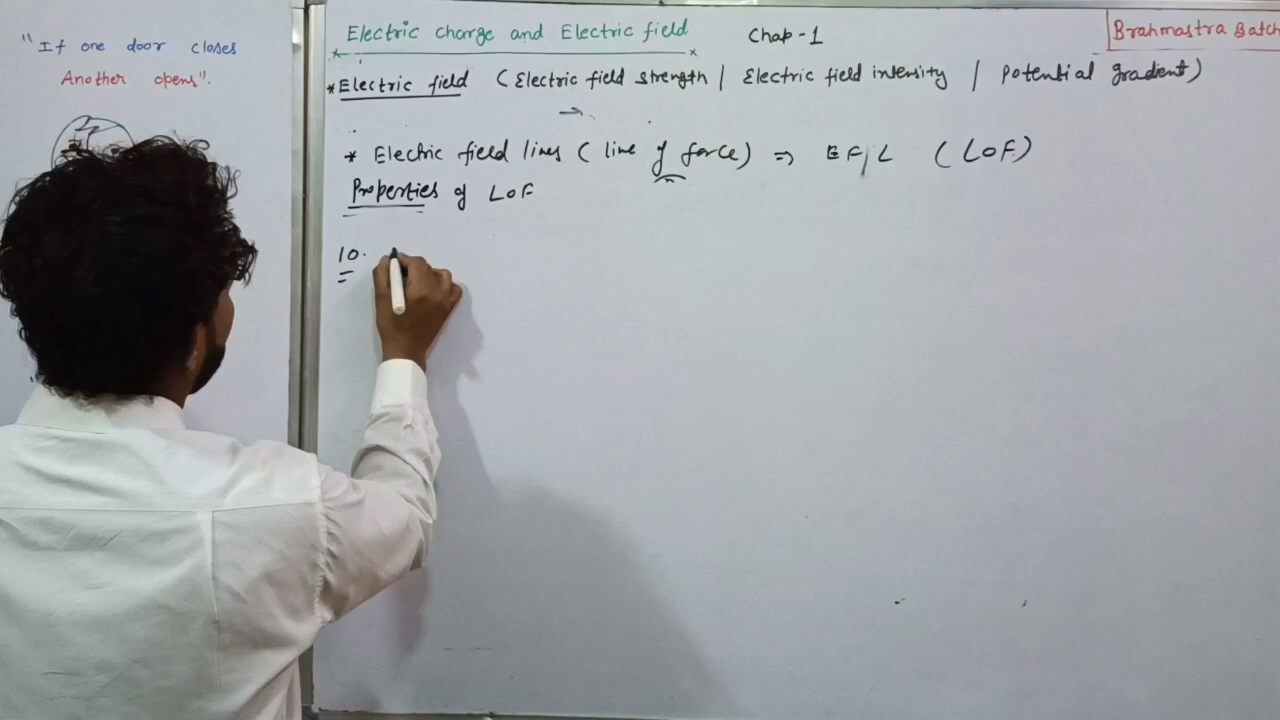 "If one door closes
Another opens".
Electric charge and Electric field Chap-1
Brahmastra Batch
* Electric field (Electric field strength / Electric field intensity / Potential gradient)
* Electric field lines (line of force) ⇒ EFL (LOF)
Properties of LOF
10.